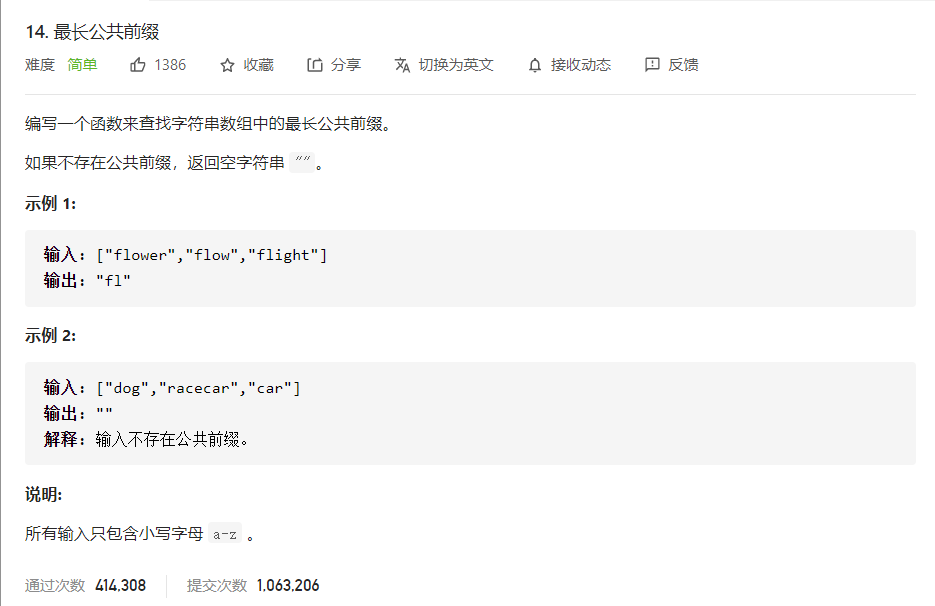 14. 最长公共前缀
难度 简单 1386 收藏 分享 切换为英文 接收动态 反馈
编写一个函数来查找字符串数组中的最长公共前缀。
如果不存在公共前缀，返回空字符串 ""。
示例 1:
输入: ["flower","flow","flight"]
输出: "fl"
示例 2:
输入: ["dog","racecar","car"]
输出: ""
解释: 输入不存在公共前缀。
说明:
所有输入只包含小写字母 a-z 。
通过次数 414,308 提交次数 1,063,206